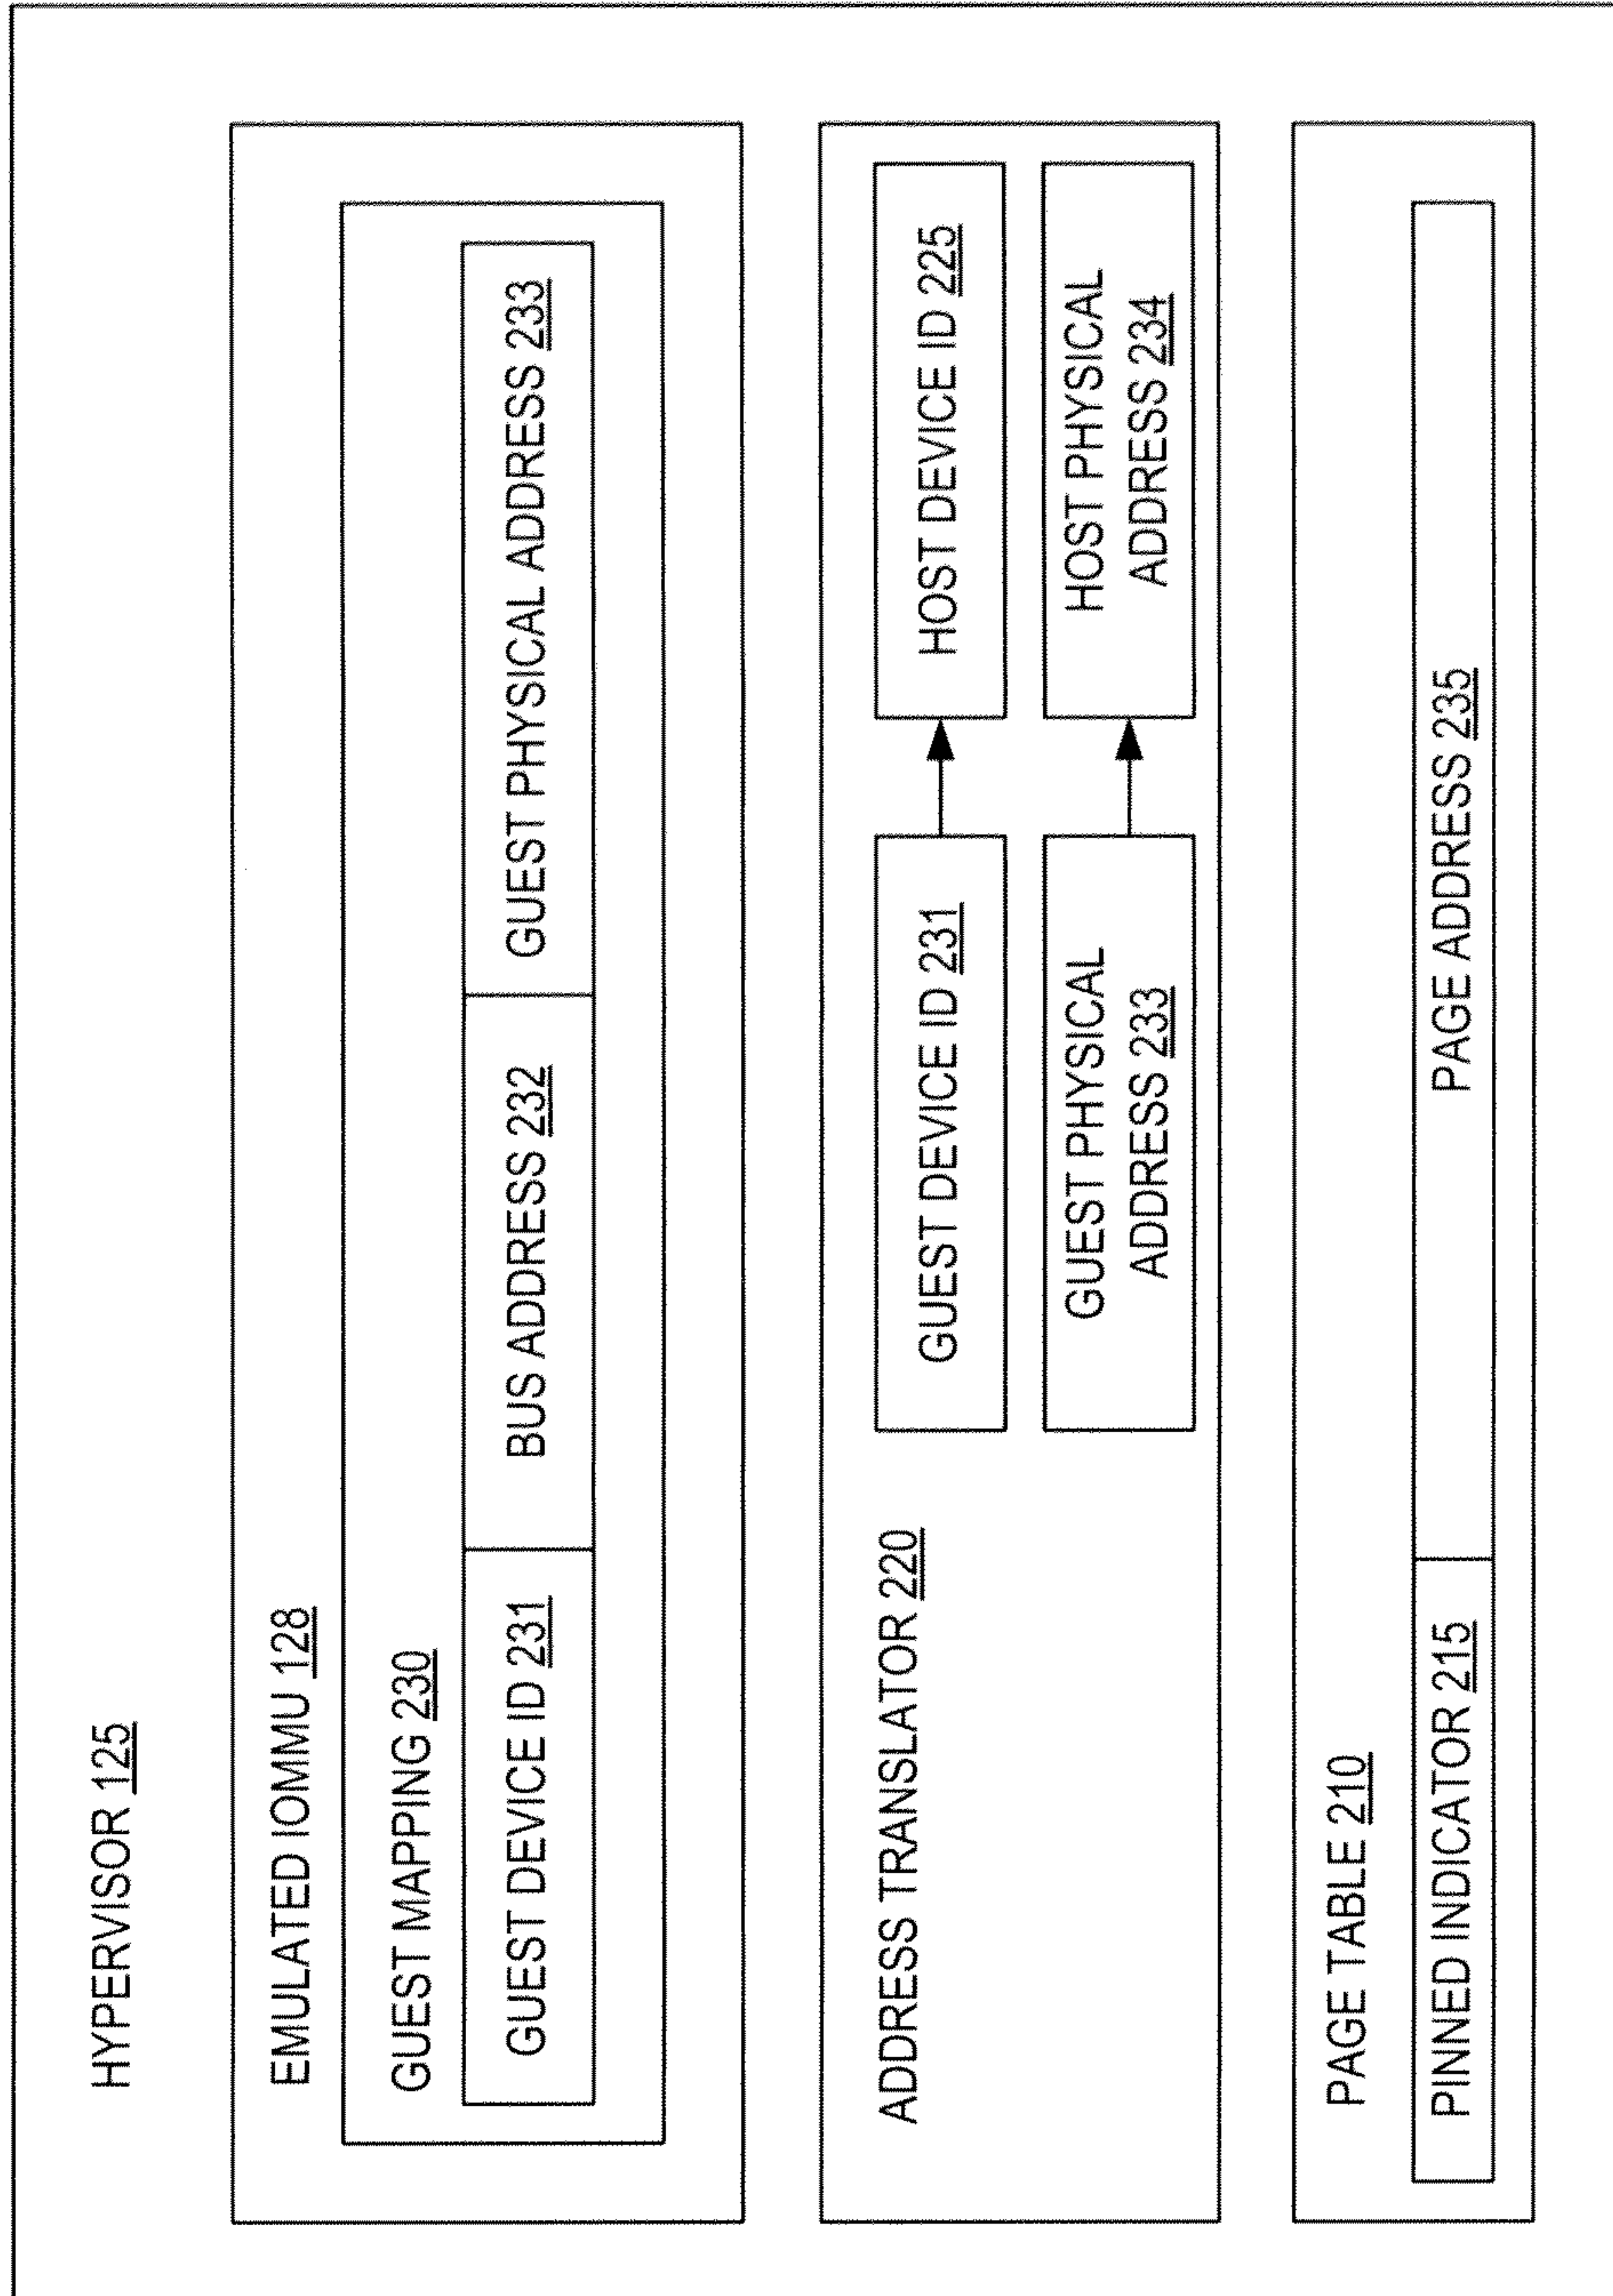 HYPERVISOR 125
EMULATED IOMMU 128
GUEST MAPPING 230
GUEST DEVICE ID 231
BUS ADDRESS 232
GUEST PHYSICAL ADDRESS 233
ADDRESS TRANSLATOR 220
GUEST DEVICE ID 231
HOST DEVICE ID 225
GUEST PHYSICAL
ADDRESS 233
HOST PHYSICAL
ADDRESS 234
PAGE TABLE 210
PINNED INDICATOR 215
PAGE ADDRESS 235